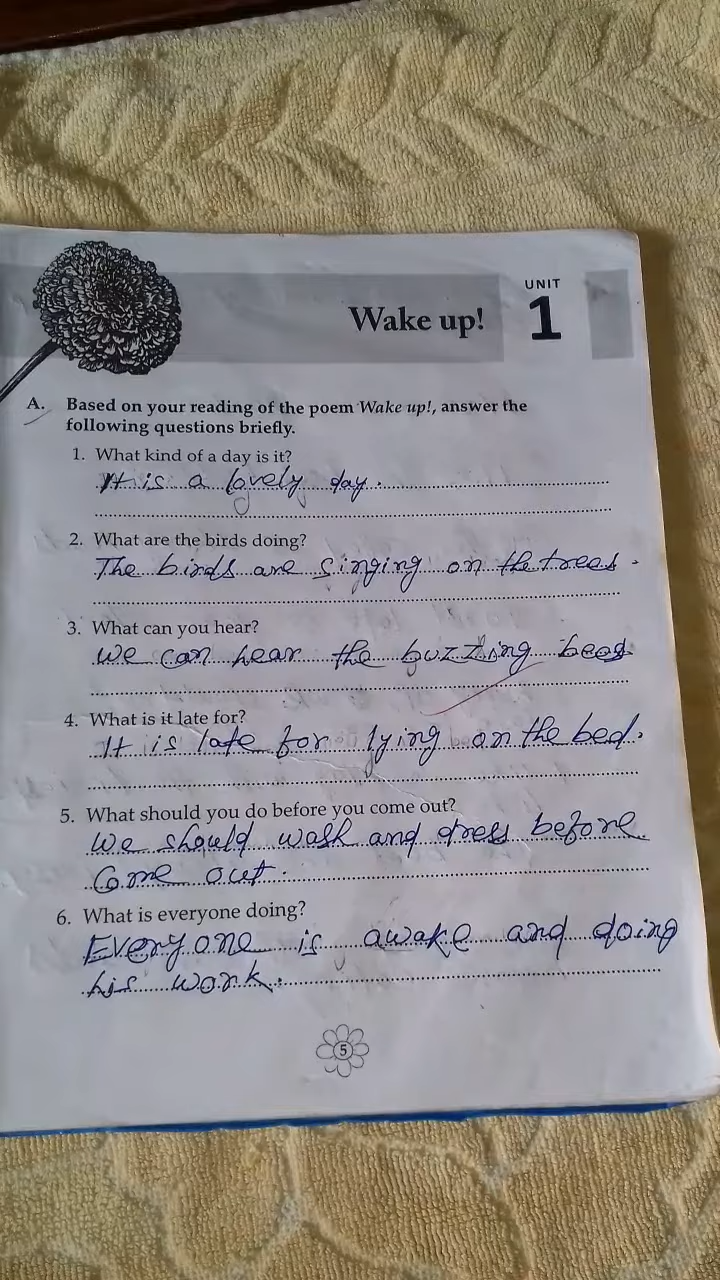 UNIT
Wake up! 1
A. Based on your reading of the poem Wake up!, answer the
following questions briefly.
1. What kind of a day is it?
It is a lovely day.
2. What are the birds doing?
The birds are singing on the trees.
3. What can you hear?
We can hear the buzzing bees
4. What is it late for?
It is late for lying on the bed.
5. What should you do before you come out?
We should wash and dress before
Come out.
6. What is everyone doing?
Everyone is awake and doing
his work.
5